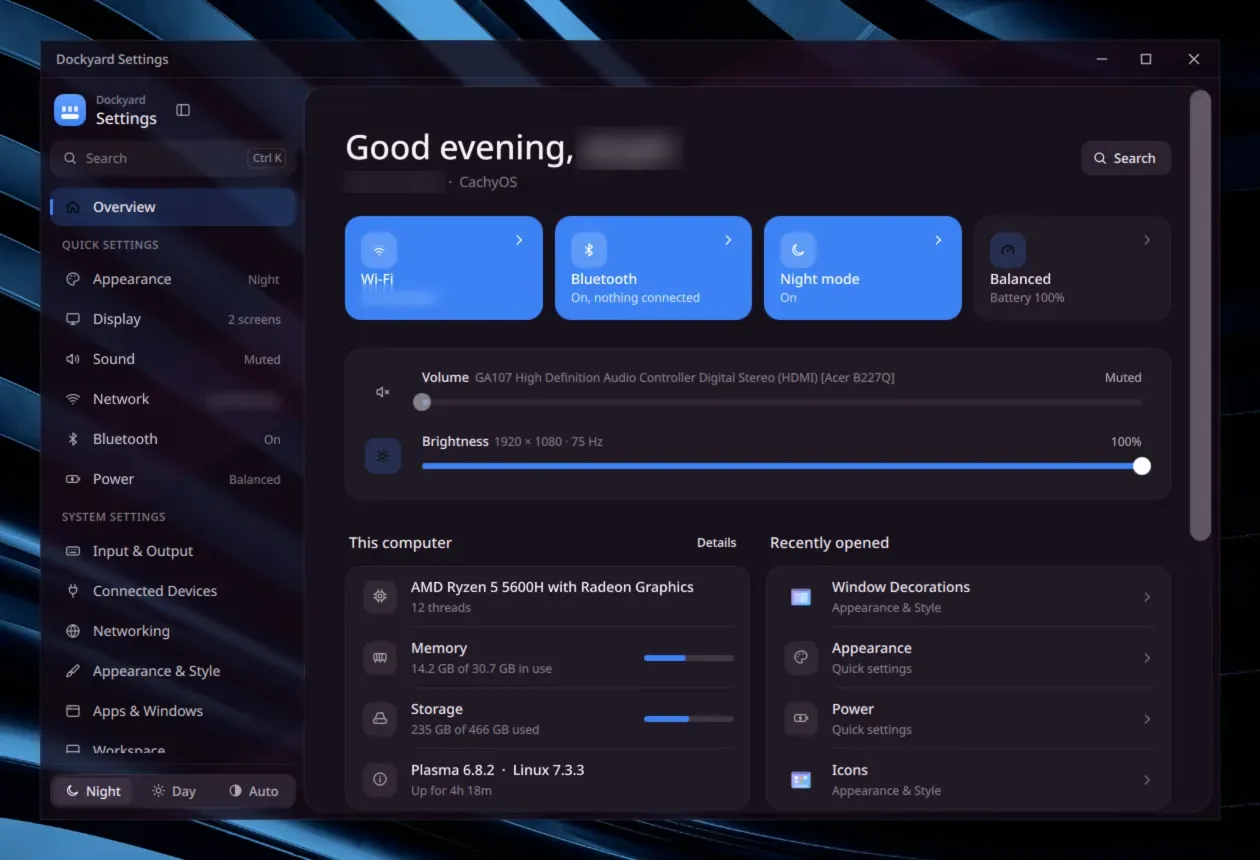 Dockyard Settings
Dockyard
Settings
Search
Ctrl K
Overview
QUICK SETTINGS
Appearance Night
Display 2 screens
Sound Muted
Network
Bluetooth On
Power Balanced
SYSTEM SETTINGS
Input & Output
Connected Devices
Networking
Appearance & Style
Apps & Windows
Workspace
Night Day Auto
Good evening,
· CachyOS
Search
Wi-Fi
Bluetooth
On, nothing connected
Night mode
On
Balanced
Battery 100%
Volume GA107 High Definition Audio Controller Digital Stereo (HDMI) [Acer B227Q] Muted
Brightness 1920 × 1080 · 75 Hz 100%
This computer Details
AMD Ryzen 5 5600H with Radeon Graphics
12 threads
Memory
14.2 GB of 30.7 GB in use
Storage
235 GB of 466 GB used
Plasma 6.8.2 · Linux 7.3.3
Up for 4h 18m
Recently opened
Window Decorations
Appearance & Style
Appearance
Quick settings
Power
Quick settings
Icons
Appearance & Style